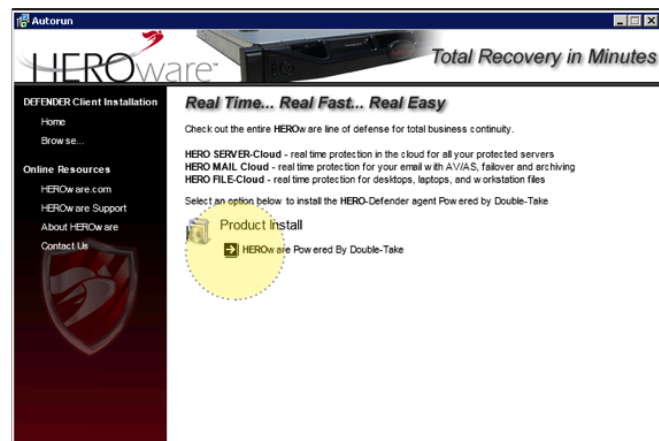 Autorun
HEROware™
Total Recovery in Minutes
DEFENDER Client Installation
Home
Browse...
Online Resources
HEROware.com
HEROware Support
About HEROware
Contact Us
Real Time... Real Fast... Real Easy
Check out the entire HEROware line of defense for total business continuity.
HERO SERVER-Cloud - real time protection in the cloud for all your protected servers
HERO MAIL Cloud - real time protection for your email with AV/AS, failover and archiving
HERO FILE-Cloud - real time protection for desktops, laptops, and workstation files
Select an option below to install the HERO-Defender agent Powered by Double-Take
Product Install
HEROware Powered By Double-Take